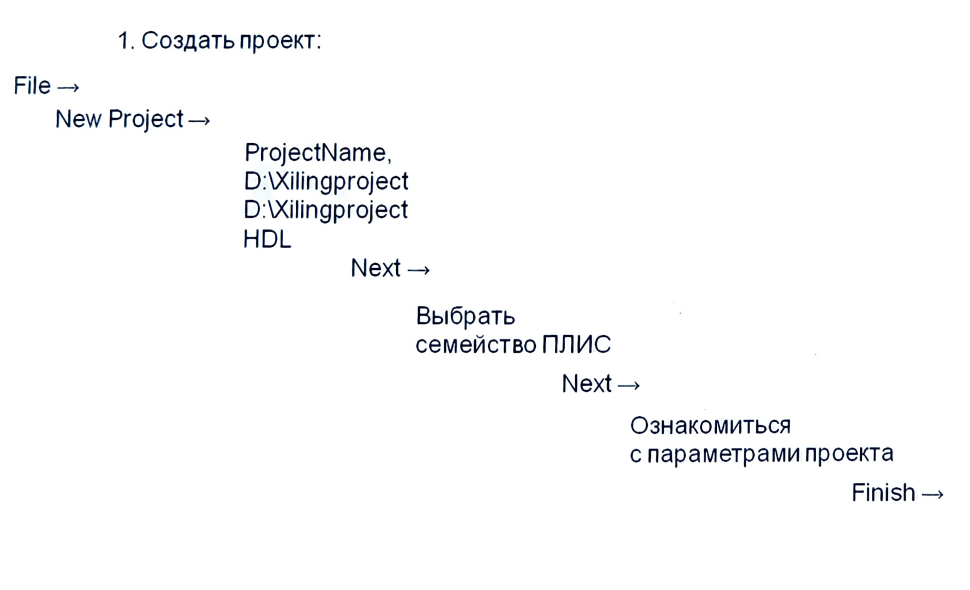 1. Создать проект:
File →
New Project →
ProjectName,
D:\Xilingproject
D:\Xilingproject
HDL
Next →
Выбрать
семейство ПЛИС
Next →
Ознакомиться
с параметрами проекта
Finish →